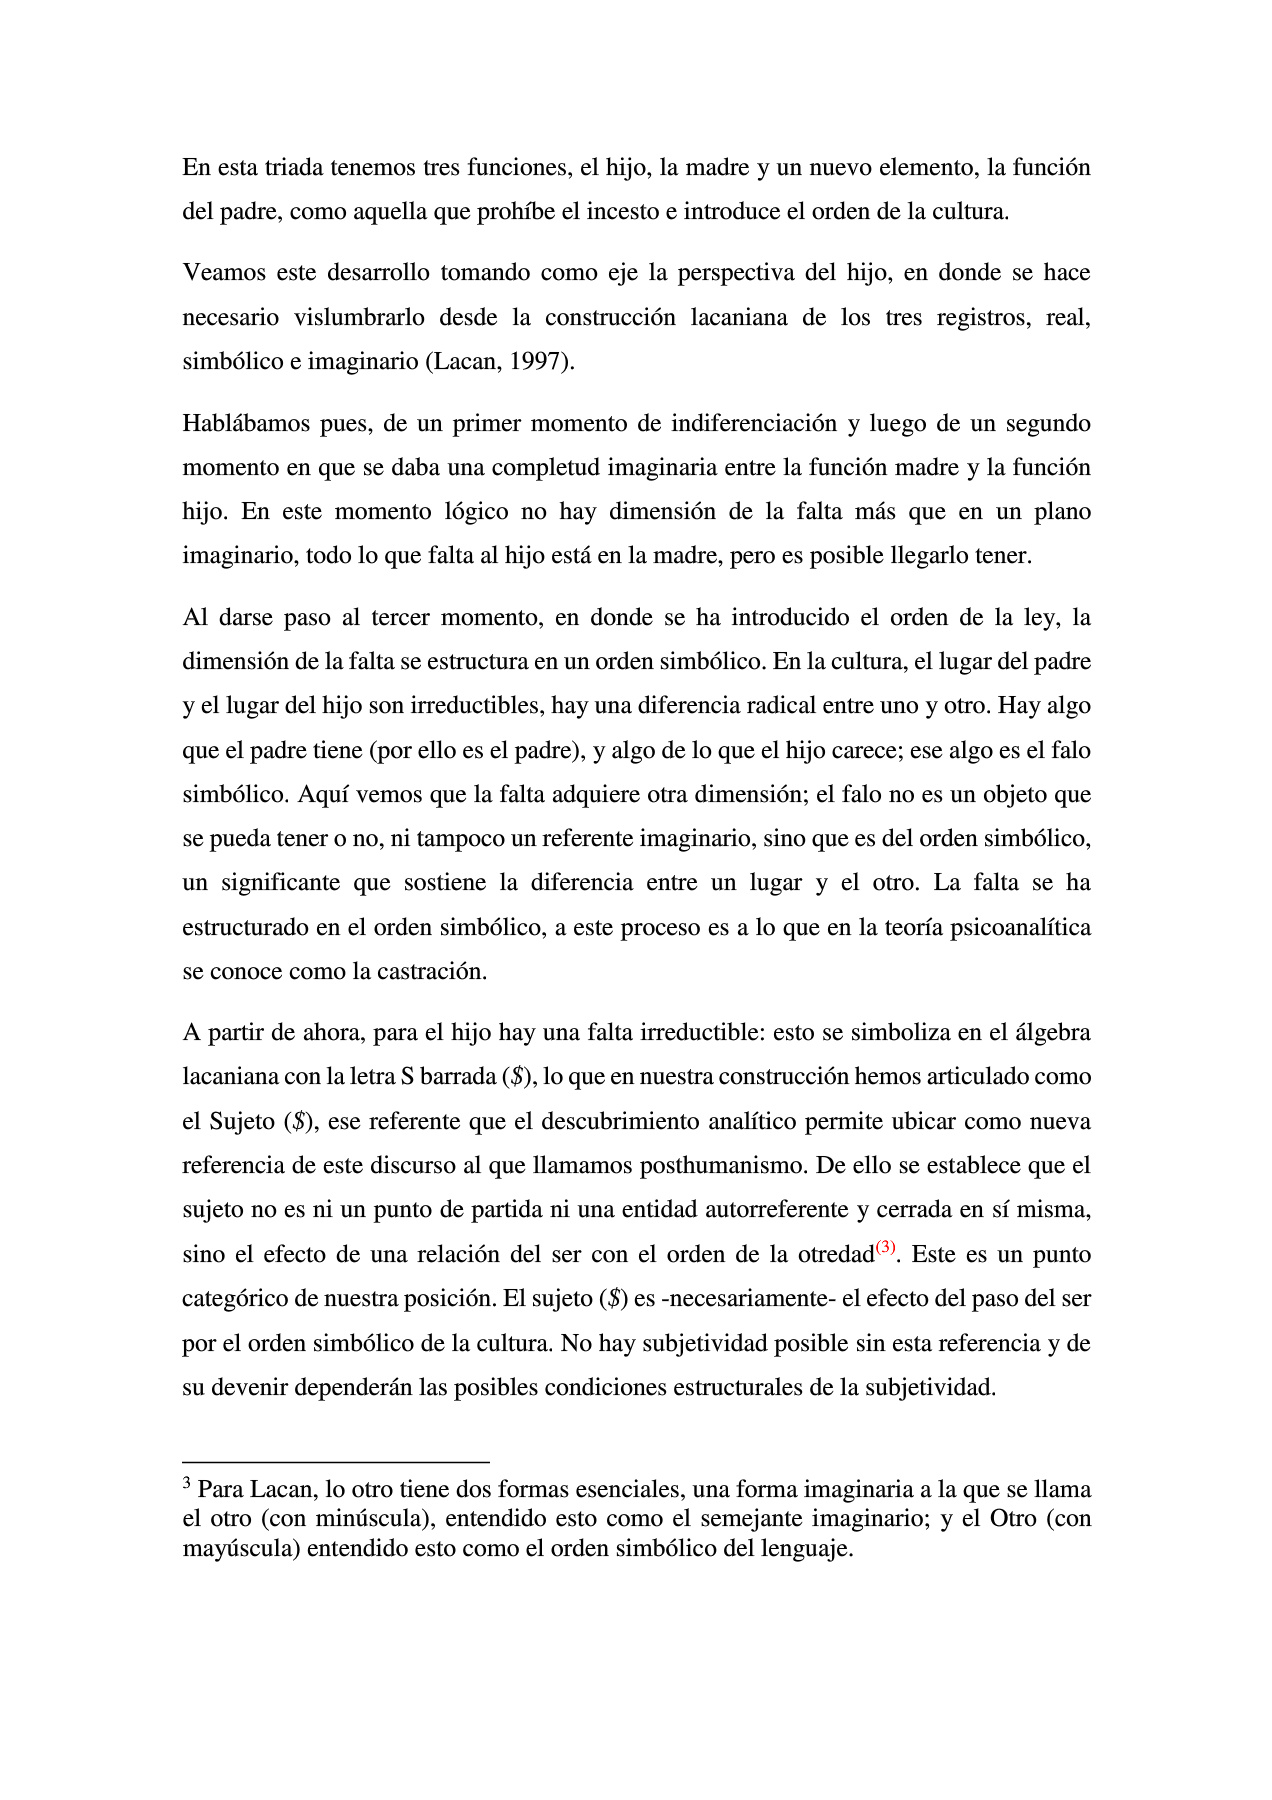 En esta triada tenemos tres funciones, el hijo, la madre y un nuevo elemento, la función
del padre, como aquella que prohíbe el incesto e introduce el orden de la cultura.
Veamos este desarrollo tomando como eje la perspectiva del hijo, en donde se hace
necesario vislumbrarlo desde la construcción lacaniana de los tres registros, real,
simbólico e imaginario (Lacan, 1997).
Hablábamos pues, de un primer momento de indiferenciación y luego de un segundo
momento en que se daba una completud imaginaria entre la función madre y la función
hijo. En este momento lógico no hay dimensión de la falta más que en un plano
imaginario, todo lo que falta al hijo está en la madre, pero es posible llegarlo tener.
Al darse paso al tercer momento, en donde se ha introducido el orden de la ley, la
dimensión de la falta se estructura en un orden simbólico. En la cultura, el lugar del padre
y el lugar del hijo son irreductibles, hay una diferencia radical entre uno y otro. Hay algo
que el padre tiene (por ello es el padre), y algo de lo que el hijo carece; ese algo es el falo
simbólico. Aquí vemos que la falta adquiere otra dimensión; el falo no es un objeto que
se pueda tener o no, ni tampoco un referente imaginario, sino que es del orden simbólico,
un significante que sostiene la diferencia entre un lugar y el otro. La falta se ha
estructurado en el orden simbólico, a este proceso es a lo que en la teoría psicoanalítica
se conoce como la castración.
A partir de ahora, para el hijo hay una falta irreductible: esto se simboliza en el álgebra
lacaniana con la letra S barrada ($), lo que en nuestra construcción hemos articulado como
el Sujeto ($), ese referente que el descubrimiento analítico permite ubicar como nueva
referencia de este discurso al que llamamos posthumanismo. De ello se establece que el
sujeto no es ni un punto de partida ni una entidad autorreferente y cerrada en sí misma,
sino el efecto de una relación del ser con el orden de la otredad(3). Este es un punto
categórico de nuestra posición. El sujeto ($) es -necesariamente- el efecto del paso del ser
por el orden simbólico de la cultura. No hay subjetividad posible sin esta referencia y de
su devenir dependerán las posibles condiciones estructurales de la subjetividad.
3 Para Lacan, lo otro tiene dos formas esenciales, una forma imaginaria a la que se llama
el otro (con minúscula), entendido esto como el semejante imaginario; y el Otro (con
mayúscula) entendido esto como el orden simbólico del lenguaje.